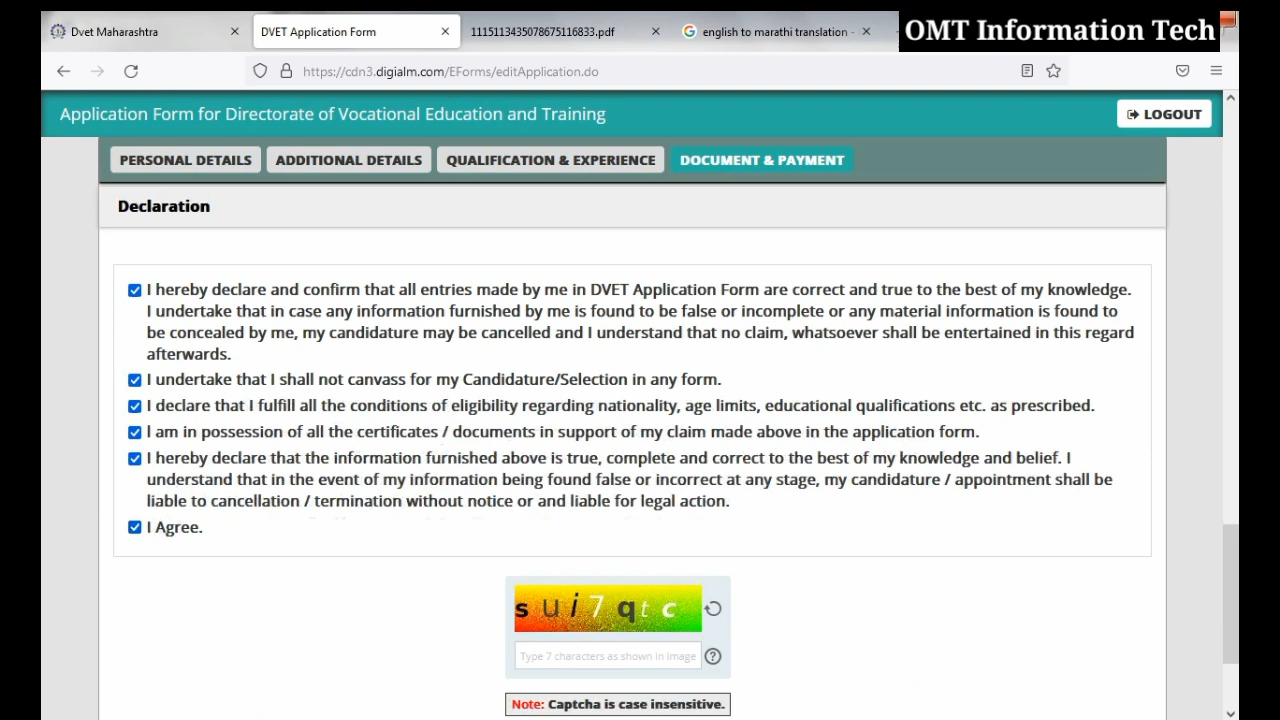 Dvet Maharashtra
DVET Application Form
1115113435078675116833.pdf
english to marathi translation -
OMT Information Tech
https://cdn3.digialm.com/EForms/editApplication.do
Application Form for Directorate of Vocational Education and Training
LOGOUT
PERSONAL DETAILS
ADDITIONAL DETAILS
QUALIFICATION & EXPERIENCE
DOCUMENT & PAYMENT
Declaration
I hereby declare and confirm that all entries made by me in DVET Application Form are correct and true to the best of my knowledge.
I undertake that in case any information furnished by me is found to be false or incomplete or any material information is found to
be concealed by me, my candidature may be cancelled and I understand that no claim, whatsoever shall be entertained in this regard
afterwards.
I undertake that I shall not canvass for my Candidature/Selection in any form.
I declare that I fulfill all the conditions of eligibility regarding nationality, age limits, educational qualifications etc. as prescribed.
I am in possession of all the certificates / documents in support of my claim made above in the application form.
I hereby declare that the information furnished above is true, complete and correct to the best of my knowledge and belief. I
understand that in the event of my information being found false or incorrect at any stage, my candidature / appointment shall be
liable to cancellation / termination without notice or and liable for legal action.
I Agree.
sui7qtc
Type 7 characters as shown in image
Note: Captcha is case insensitive.